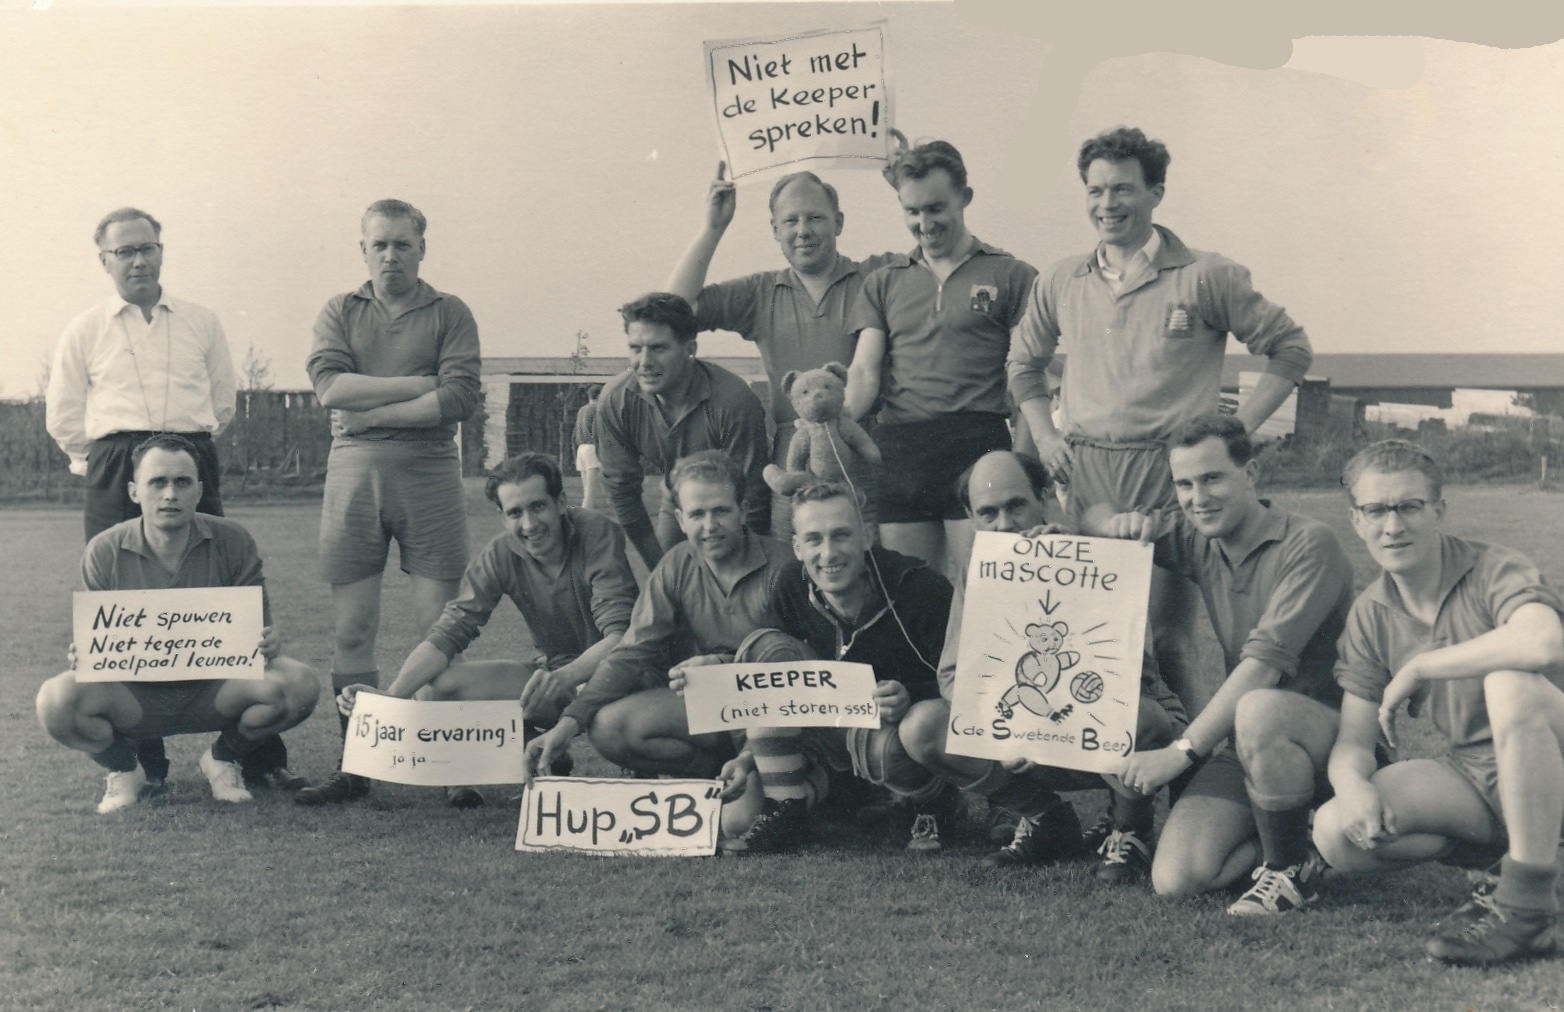 Niet met
de Keeper
spreken!
Niet spuwen
Niet tegen de
doelpaal leunen!
15 jaar ervaring!
ja ja
Hup „SB”
KEEPER
(niet storen ssst)
ONZE
mascotte
(de Swetende Beer)